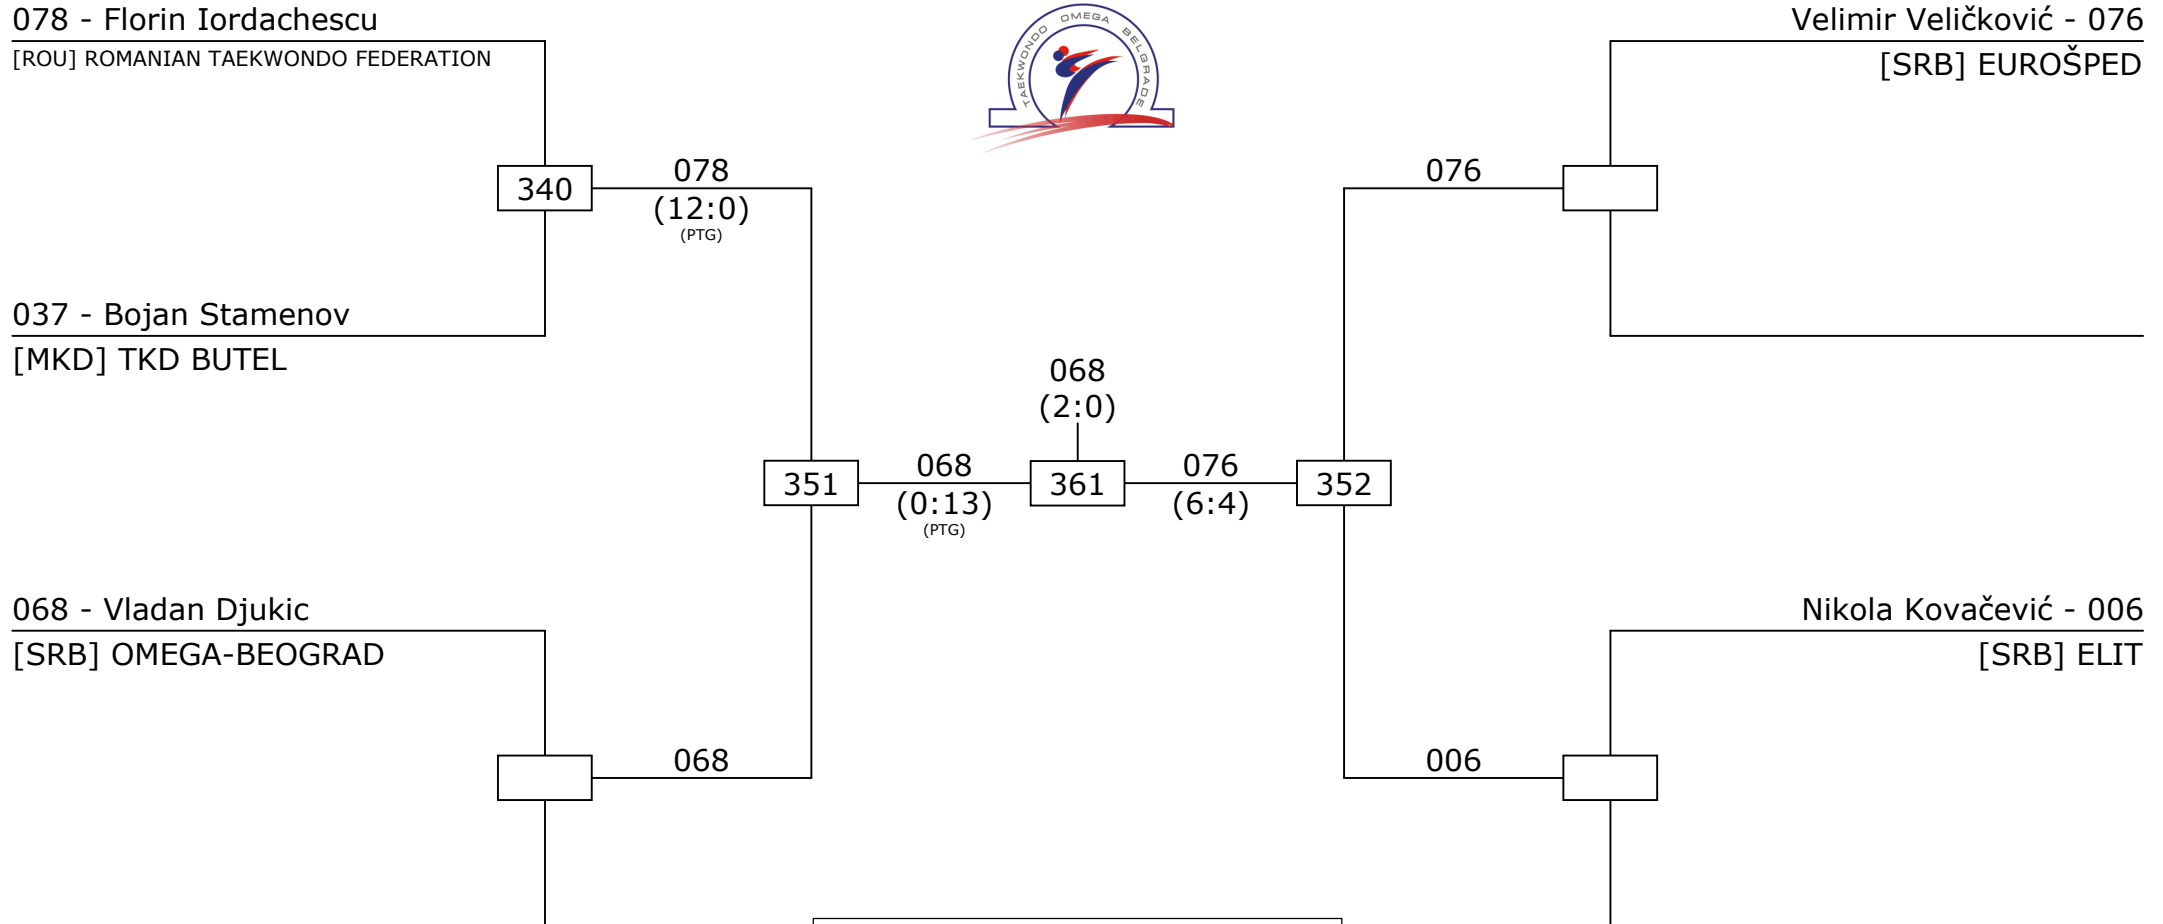 078 - Florin Iordachescu
[ROU] ROMANIAN TAEKWONDO FEDERATION
TAEKWONDO OMEGA BELGRADE
Velimir Veličković - 076
[SRB] EUROŠPED
340
078
(12:0)
(PTG)
076
037 - Bojan Stamenov
[MKD] TKD BUTEL
068
(2:0)
351
068
(0:13)
(PTG)
361
076
(6:4)
352
068 - Vladan Djukic
[SRB] OMEGA-BEOGRAD
Nikola Kovačević - 006
[SRB] ELIT
068
006